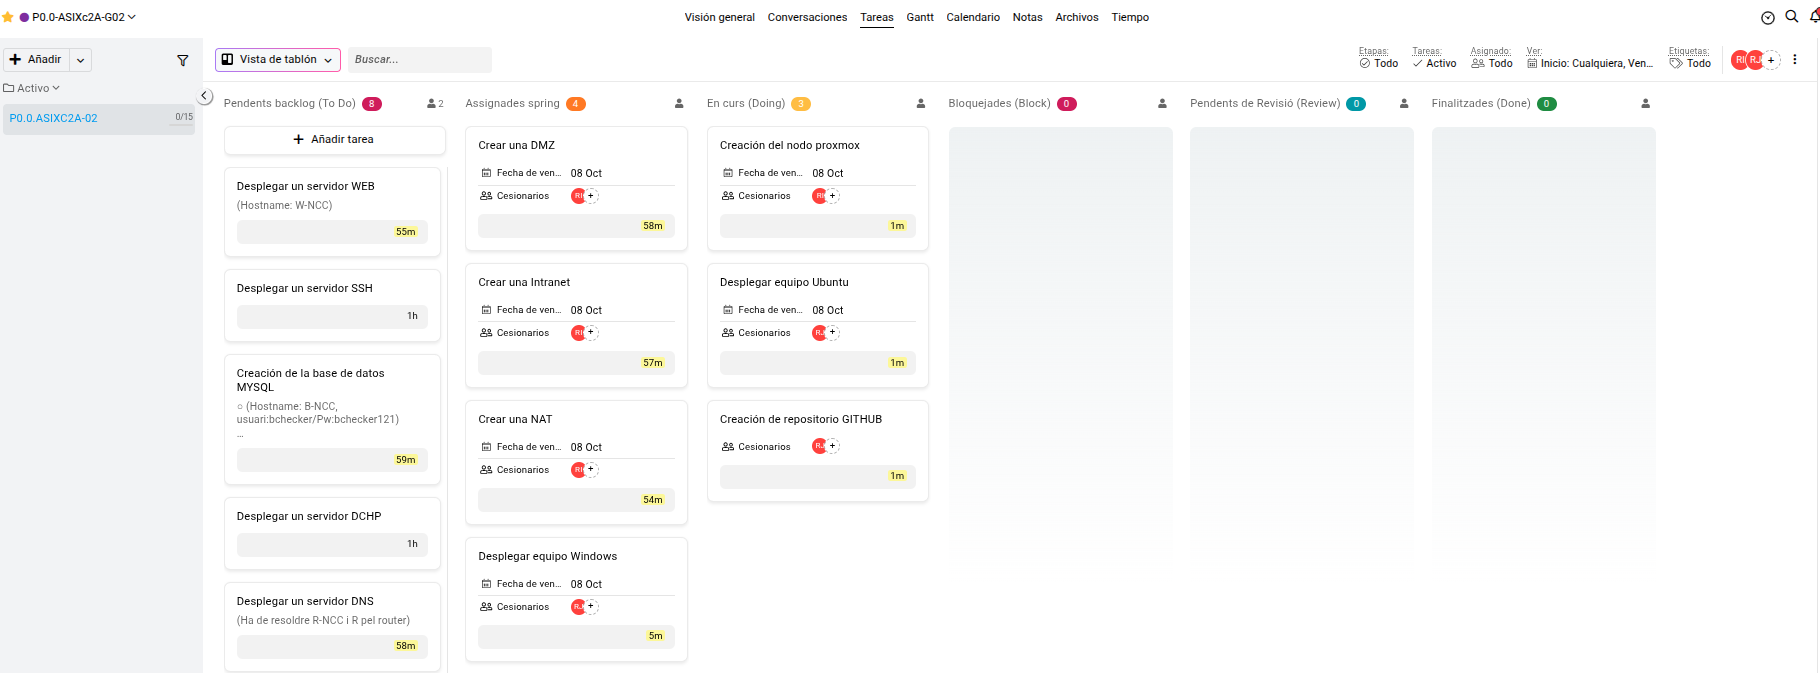 P0.0-ASIXc2A-G02
Visión general Conversaciones Tareas Gantt Calendario Notas Archivos Tiempo
Añadir
Activo
P0.0.ASIXC2A-02 0/15
Vista de tablón
Buscar...
Etapas: Todo
Tareas: Activo
Asignado: Todo
Ver: Inicio: Cualquiera, Ven...
Etiquetas: Todo
RI RJ +
Pendents backlog (To Do) 8 2
Añadir tarea
Desplegar un servidor WEB
(Hostname: W-NCC)
55m
Desplegar un servidor SSH
1h
Creación de la base de datos
MYSQL
○ (Hostname: B-NCC,
usuari:bchecker/Pw:bchecker121)
...
59m
Desplegar un servidor DCHP
1h
Desplegar un servidor DNS
(Ha de resoldre R-NCC i R pel router)
58m
Assignades spring 4
Crear una DMZ
Fecha de ven... 08 Oct
Cesionarios RI +
58m
Crear una Intranet
Fecha de ven... 08 Oct
Cesionarios RI +
57m
Crear una NAT
Fecha de ven... 08 Oct
Cesionarios RI +
54m
Desplegar equipo Windows
Fecha de ven... 08 Oct
Cesionarios RJ +
5m
En curs (Doing) 3
Creación del nodo proxmox
Fecha de ven... 08 Oct
Cesionarios RI +
1m
Desplegar equipo Ubuntu
Fecha de ven... 08 Oct
Cesionarios RJ +
1m
Creación de repositorio GITHUB
Cesionarios RJ +
1m
Bloquejades (Block) 0
Pendents de Revisió (Review) 0
Finalitzades (Done) 0